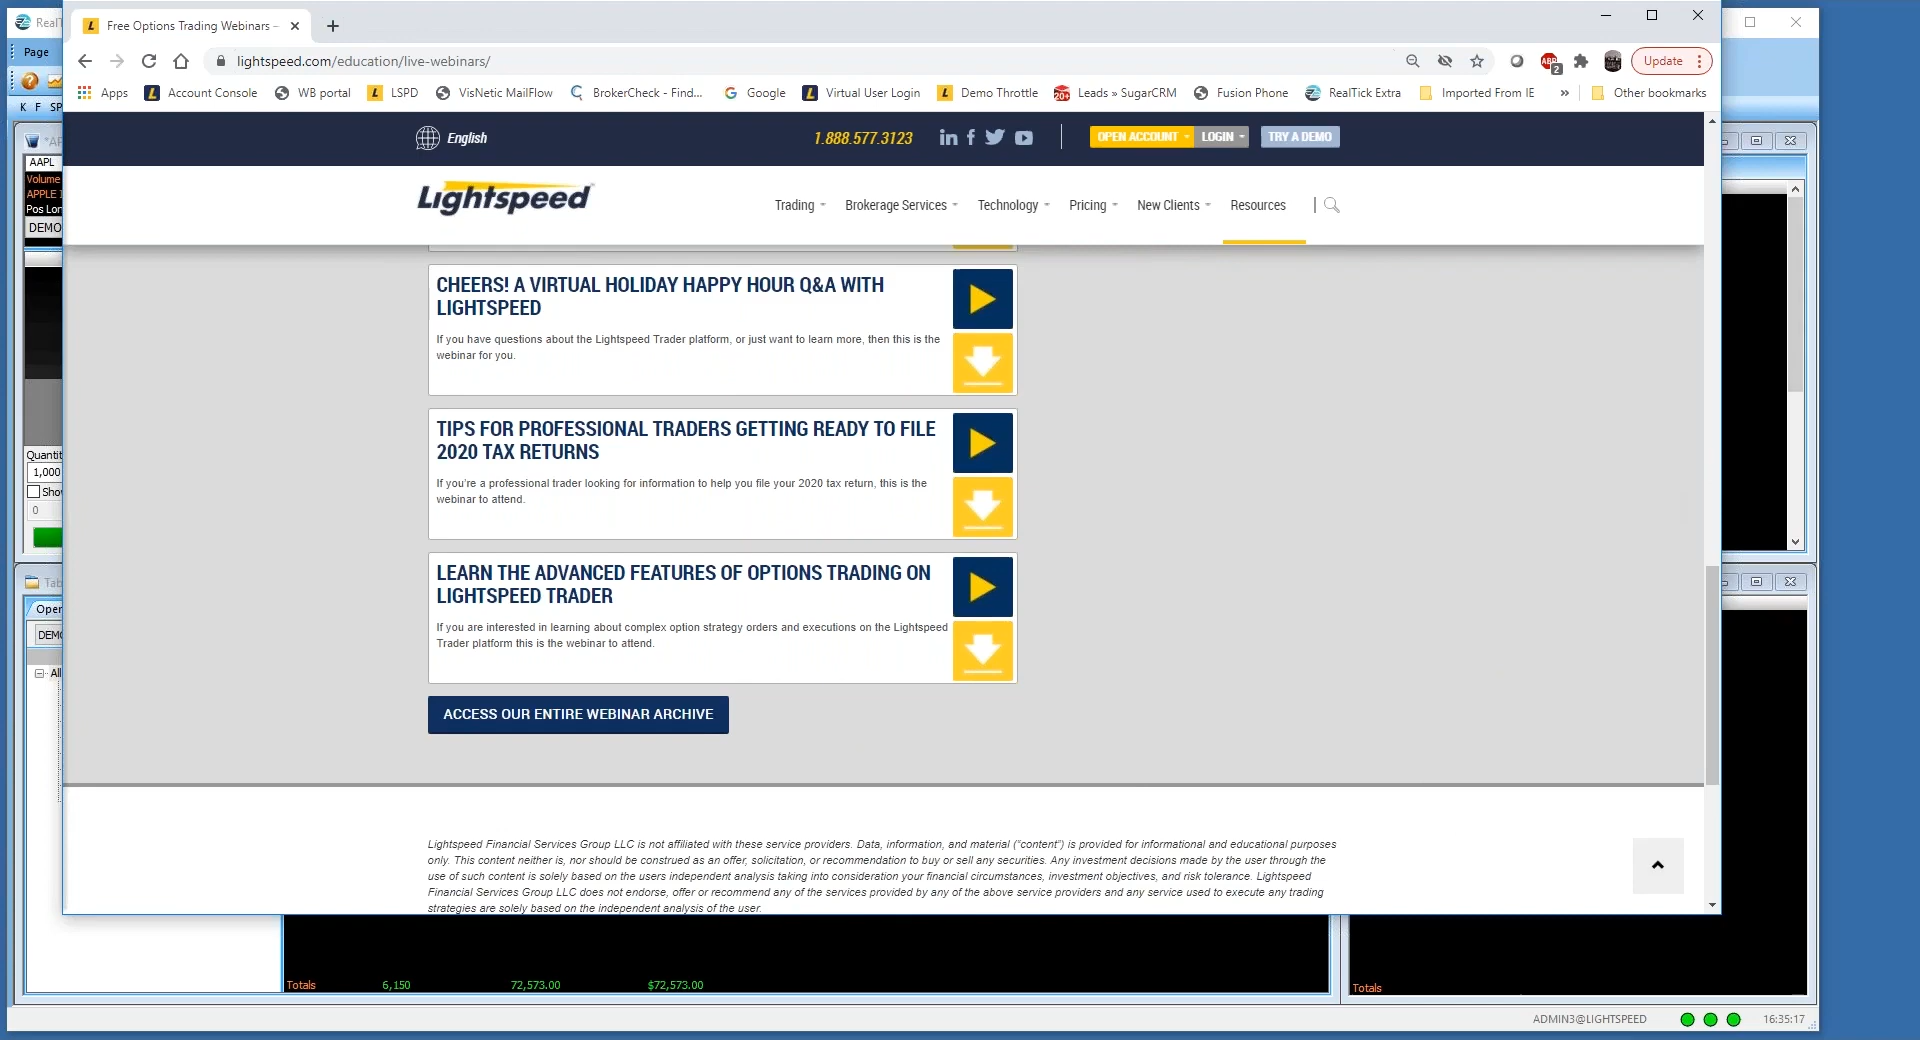 RealT
Free Options Trading Webinars -
lightspeed.com/education/live-webinars/
Update
Page
Apps
Account Console
WB portal
LSPD
VisNetic MailFlow
BrokerCheck - Find...
Google
Virtual User Login
Demo Throttle
Leads » SugarCRM
Fusion Phone
RealTick Extra
Imported From IE
»
Other bookmarks
K F SP
English
1.888.577.3123
OPEN ACCOUNT
LOGIN
TRY A DEMO
AAPL
Volume
APPLE
Pos Lon
DEMO
Lightspeed
Trading
Brokerage Services
Technology
Pricing
New Clients
Resources
CHEERS! A VIRTUAL HOLIDAY HAPPY HOUR Q&A WITH
LIGHTSPEED
If you have questions about the Lightspeed Trader platform, or just want to learn more, then this is the
webinar for you.
TIPS FOR PROFESSIONAL TRADERS GETTING READY TO FILE
2020 TAX RETURNS
If you're a professional trader looking for information to help you file your 2020 tax return, this is the
webinar to attend.
Quantit
1,000
Show
0
LEARN THE ADVANCED FEATURES OF OPTIONS TRADING ON
LIGHTSPEED TRADER
If you are interested in learning about complex option strategy orders and executions on the Lightspeed
Trader platform this is the webinar to attend.
Tab
Open
DEMO
All
ACCESS OUR ENTIRE WEBINAR ARCHIVE
Lightspeed Financial Services Group LLC is not affiliated with these service providers. Data, information, and material ("content") is provided for informational and educational purposes
only. This content neither is, nor should be construed as an offer, solicitation, or recommendation to buy or sell any securities. Any investment decisions made by the user through the
use of such content is solely based on the users independent analysis taking into consideration your financial circumstances, investment objectives, and risk tolerance. Lightspeed
Financial Services Group LLC does not endorse, offer or recommend any of the services provided by any of the above service providers and any service used to execute any trading
strategies are solely based on the independent analysis of the user.
Totals 6,150 72,573.00 $72,573.00
Totals
ADMIN3@LIGHTSPEED
16:35:17